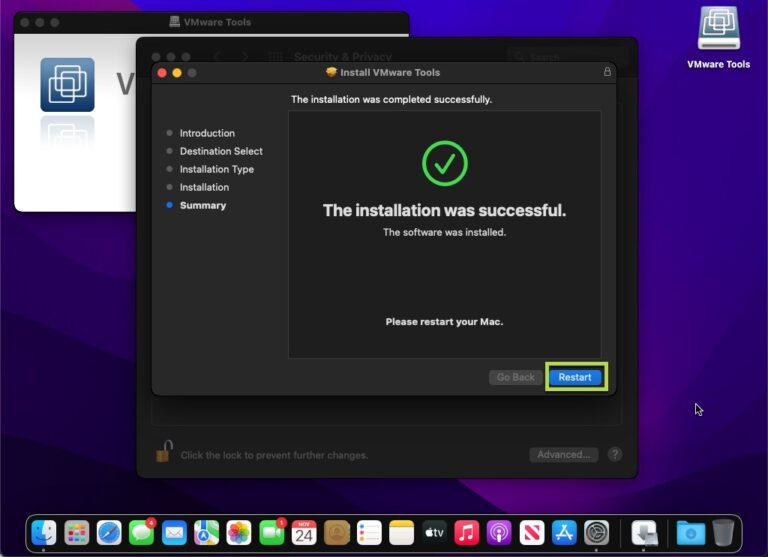 VMware Tools
V
Security & Privacy
Search
VMware Tools
Install VMware Tools
The installation was completed successfully.
Introduction
Destination Select
Installation Type
Installation
Summary
The installation was successful.
The software was installed.
Please restart your Mac.
Go Back
Restart
Click the lock to prevent further changes.
Advanced...
?
4
1
NOV
24
tv